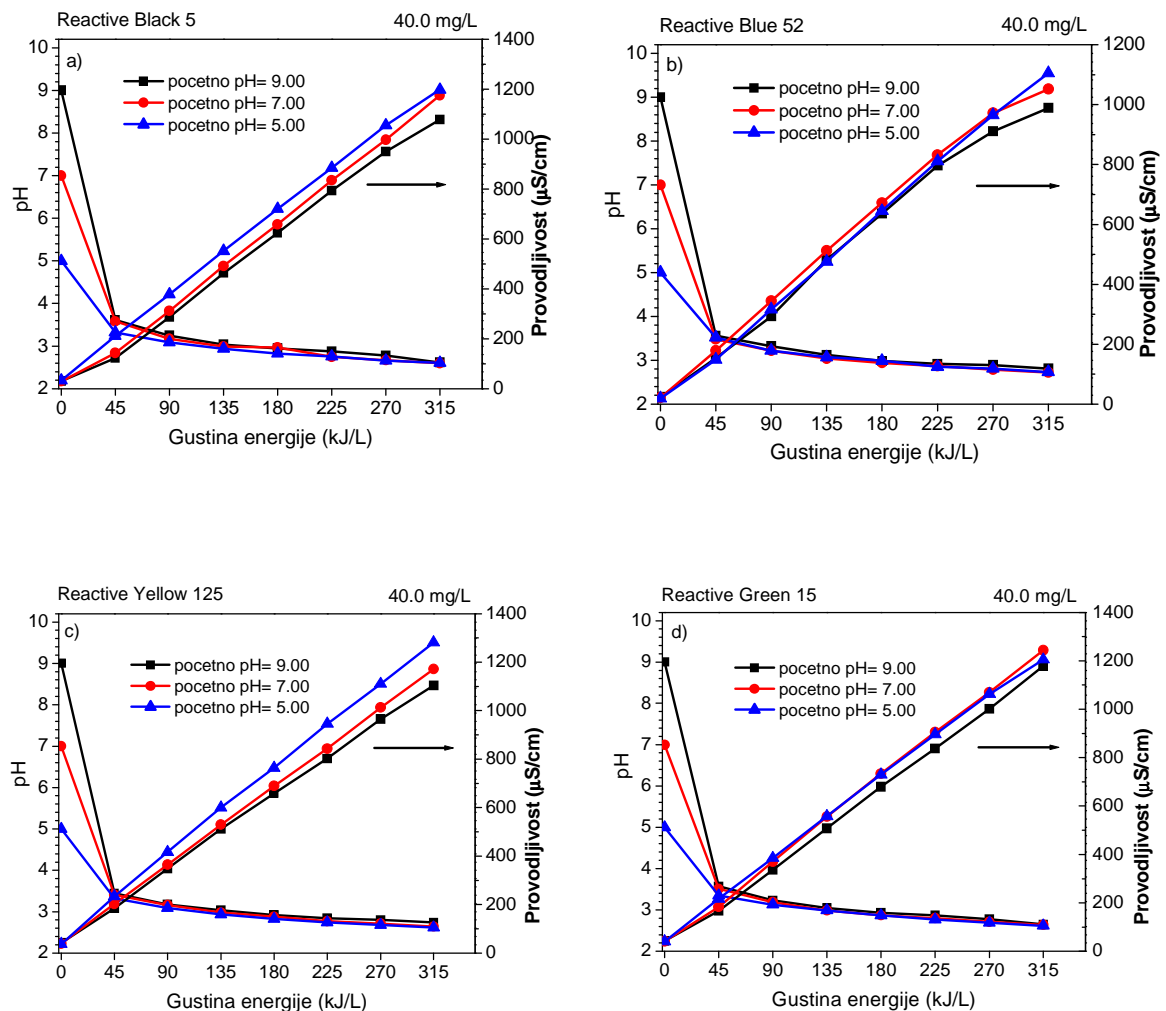 Reactive Black 5 40.0 mg/L
a)
pocetno pH= 9.00
pocetno pH= 7.00
pocetno pH= 5.00
10
9
8
7
6
5
4
3
2
pH
1400
1200
1000
800
600
400
200
0
Provodljivost (µS/cm)
0 45 90 135 180 225 270 315
Gustina energije (kJ/L)
Reactive Blue 52 40.0 mg/L
b)
pocetno pH= 9.00
pocetno pH= 7.00
pocetno pH= 5.00
10
9
8
7
6
5
4
3
2
pH
1200
1000
800
600
400
200
0
Provodljivost (µS/cm)
0 45 90 135 180 225 270 315
Gustina energije (kJ/L)
Reactive Yellow 125 40.0 mg/L
c)
pocetno pH= 9.00
pocetno pH= 7.00
pocetno pH= 5.00
10
9
8
7
6
5
4
3
2
pH
1400
1200
1000
800
600
400
200
0
Provodljivost (µS/cm)
0 45 90 135 180 225 270 315
Gustina energije (kJ/L)
Reactive Green 15 40.0 mg/L
d)
pocetno pH= 9.00
pocetno pH= 7.00
pocetno pH= 5.00
10
9
8
7
6
5
4
3
2
pH
1400
1200
1000
800
600
400
200
0
Provodljivost (µS/cm)
0 45 90 135 180 225 270 315
Gustina energije (kJ/L)